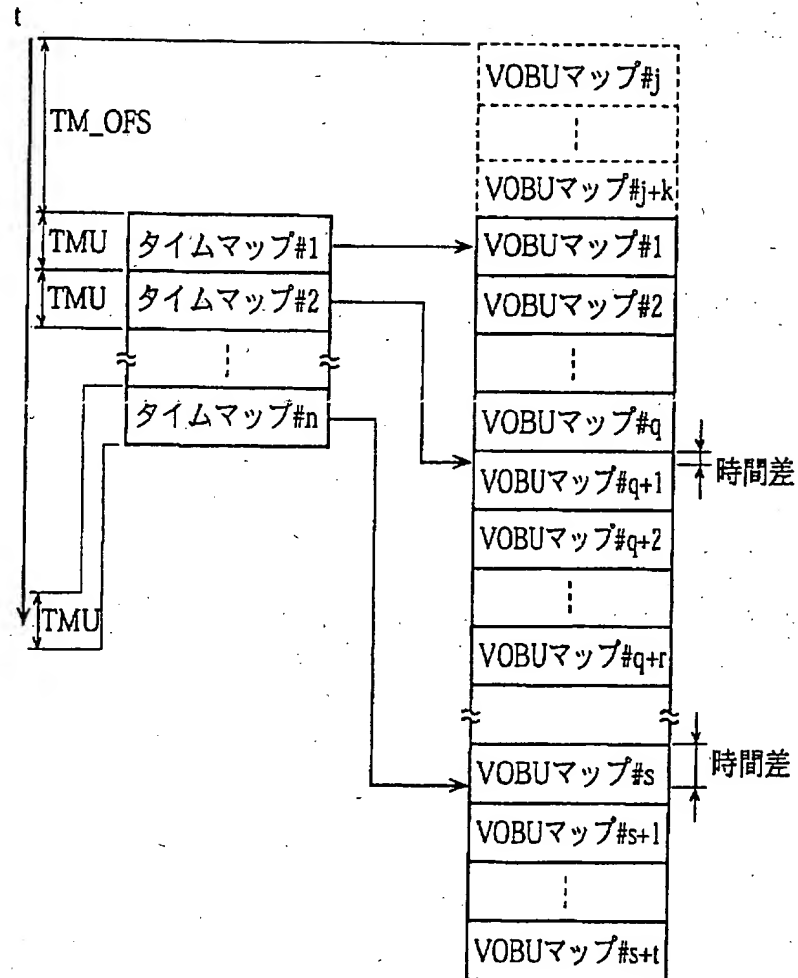 t
VOBUマップ#j
TM_OFS
VOBUマップ#j+k
TMU
タイムマップ#1
VOBUマップ#1
TMU
タイムマップ#2
VOBUマップ#2
タイムマップ#n
VOBUマップ#q
時間差
VOBUマップ#q+1
VOBUマップ#q+2
TMU
VOBUマップ#q+r
VOBUマップ#s
時間差
VOBUマップ#s+1
VOBUマップ#s+t